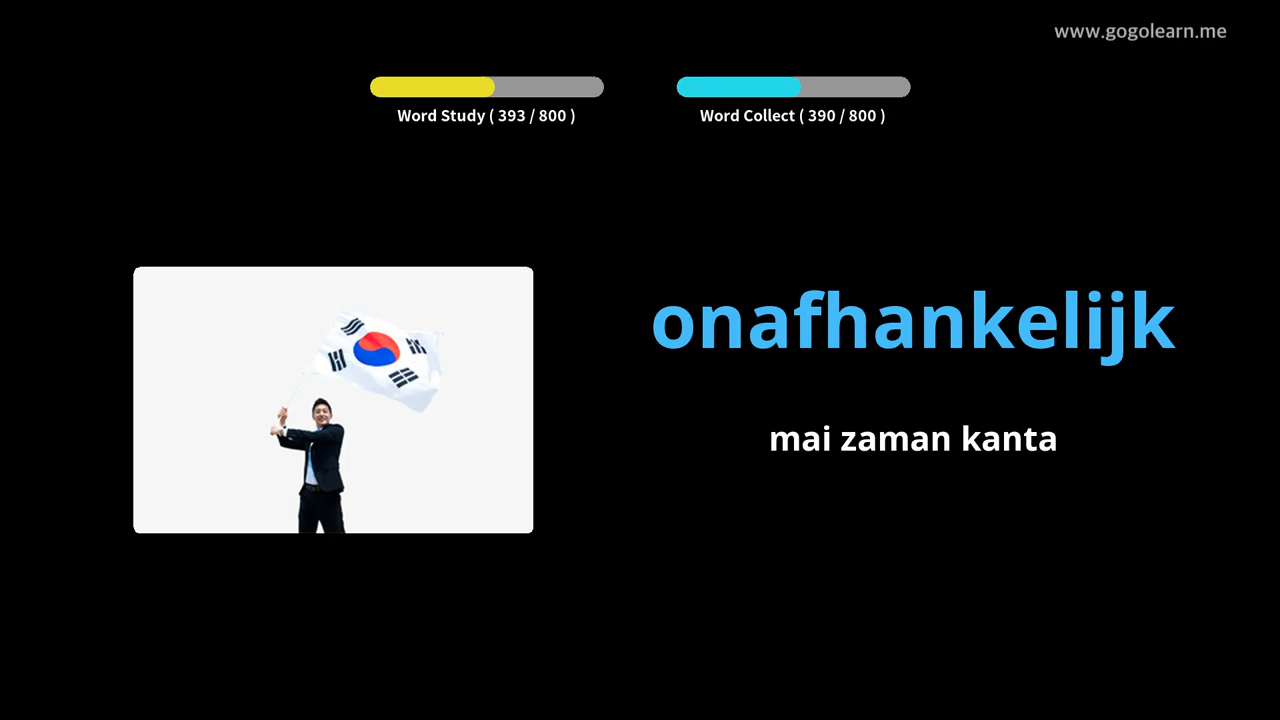 www.gogolearn.me
Word Study ( 393 / 800 )
Word Collect ( 390 / 800 )
onafhankelijk
mai zaman kanta